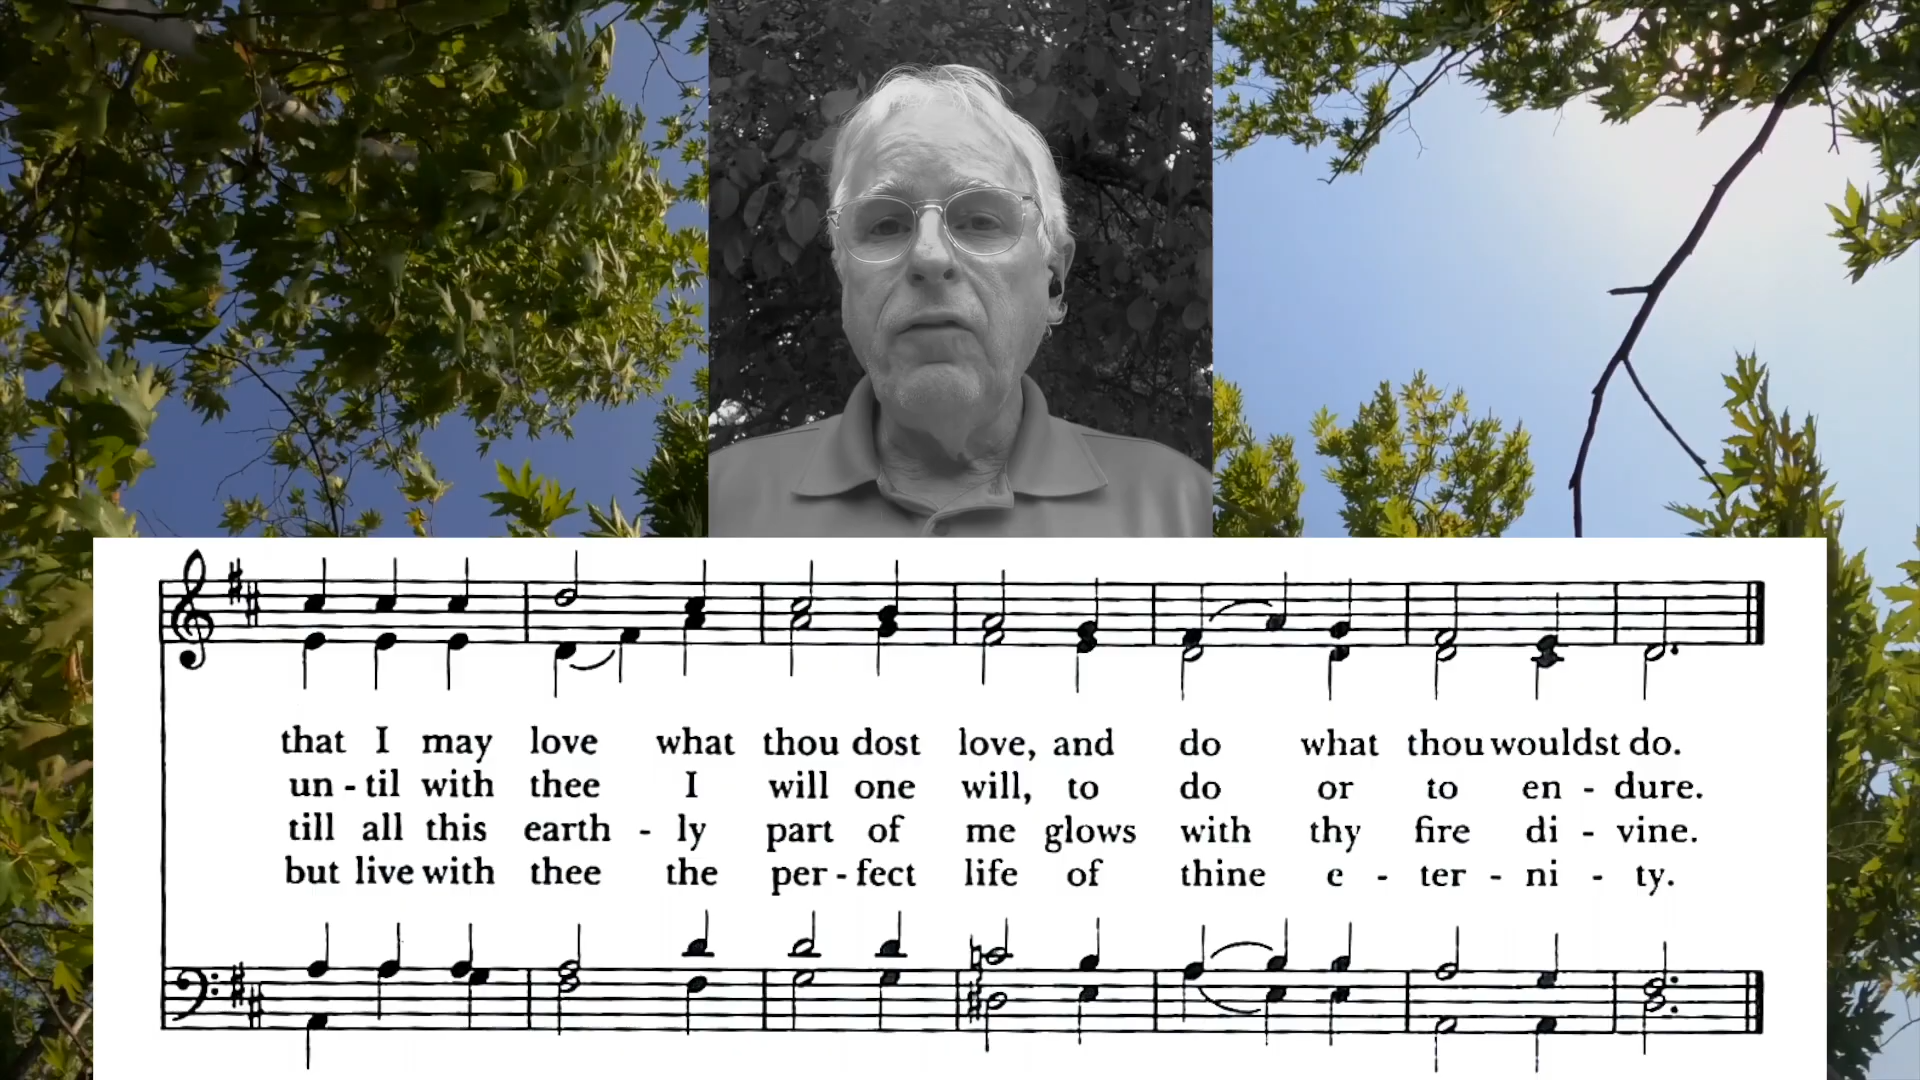 that I may love what thou dost love, and do what thou wouldst do.
un - til with thee I will one will, to do or to en - dure.
till all this earth - ly part of me glows with thy fire di - vine.
but live with thee the per - fect life of thine e - ter - ni - ty.